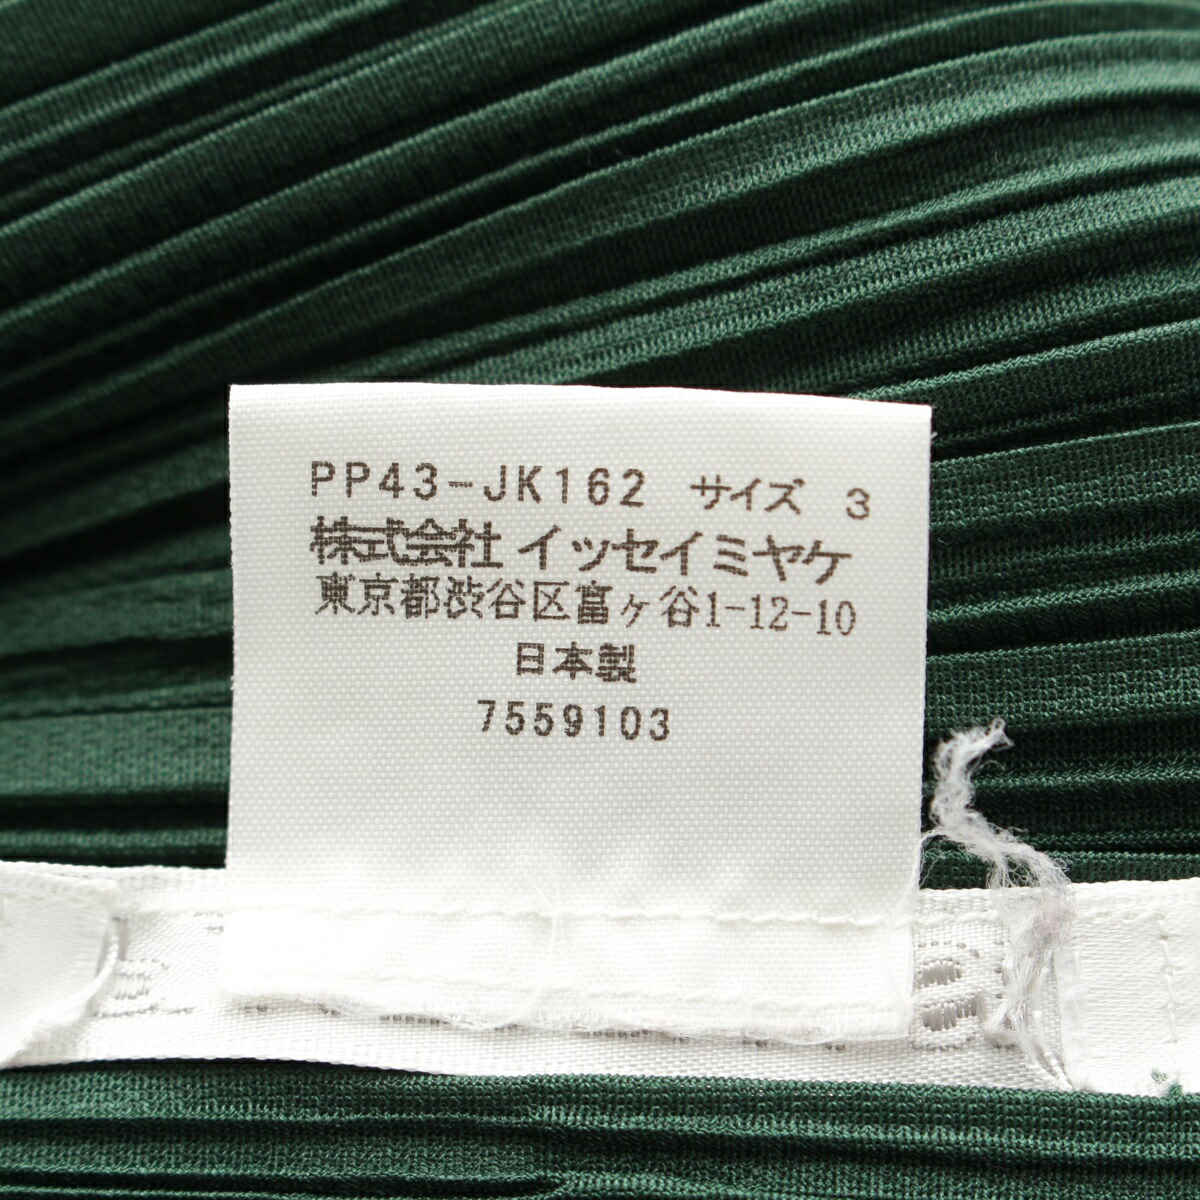 PP43-JK162 サイズ 3
株式会社 イッセイミヤケ
東京都渋谷区富ヶ谷1-12-10
日本製
7559103